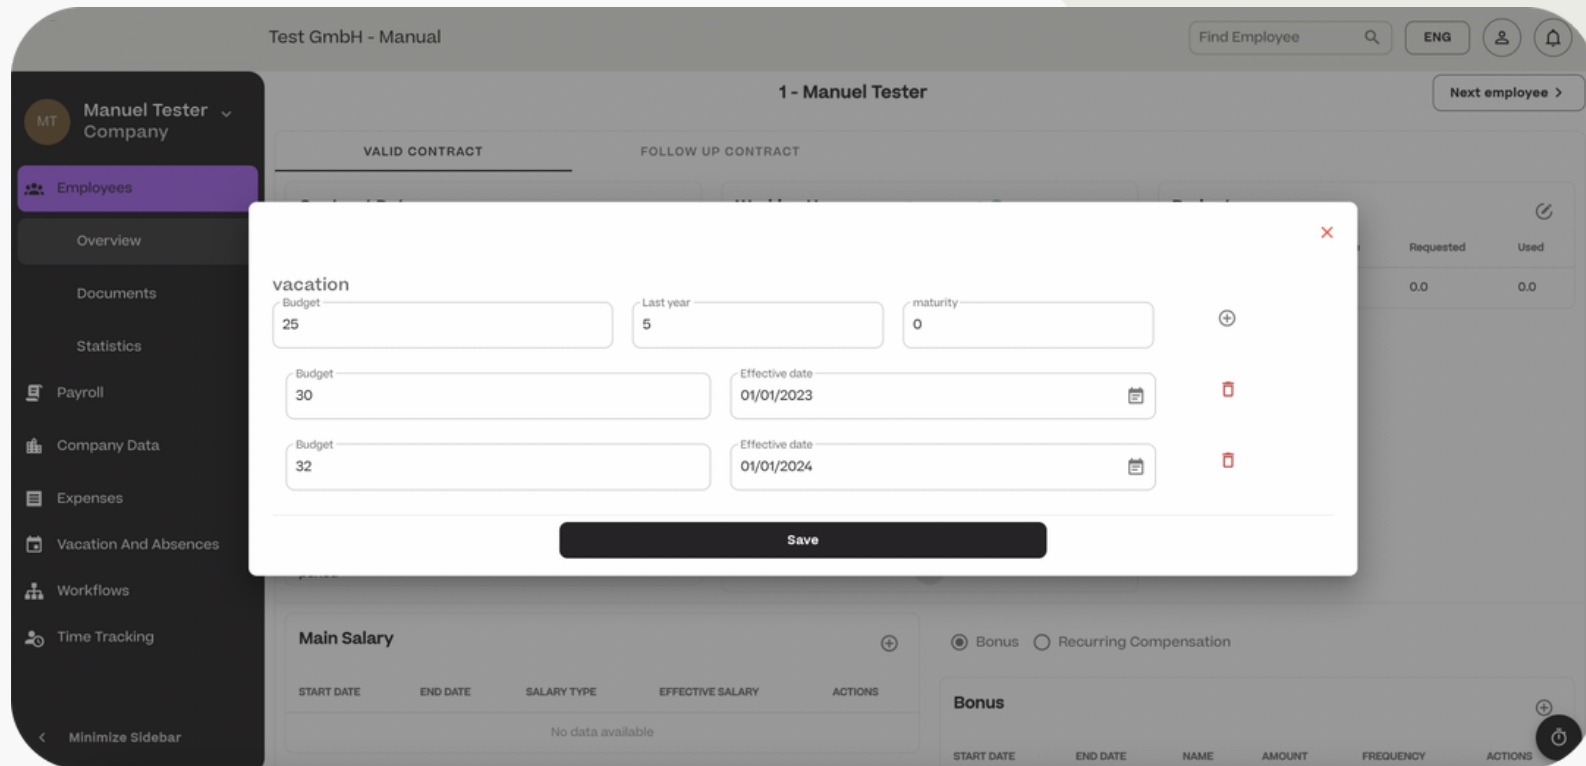 Test GmbH - Manual
Find Employee
ENG
MT
Manuel Tester
Company
1 - Manuel Tester
Next employee >
VALID CONTRACT
FOLLOW UP CONTRACT
Employees
Overview
Documents
Statistics
Payroll
Company Data
Expenses
Vacation And Absences
Workflows
Time Tracking
< Minimize Sidebar
Requested
Used
0.0
0.0
vacation
Budget
25
Last year
5
maturity
0
Budget
30
Effective date
01/01/2023
Budget
32
Effective date
01/01/2024
Save
Main Salary
START DATE
END DATE
SALARY TYPE
EFFECTIVE SALARY
ACTIONS
No data available
Bonus
Recurring Compensation
Bonus
START DATE
END DATE
NAME
AMOUNT
FREQUENCY
ACTIONS